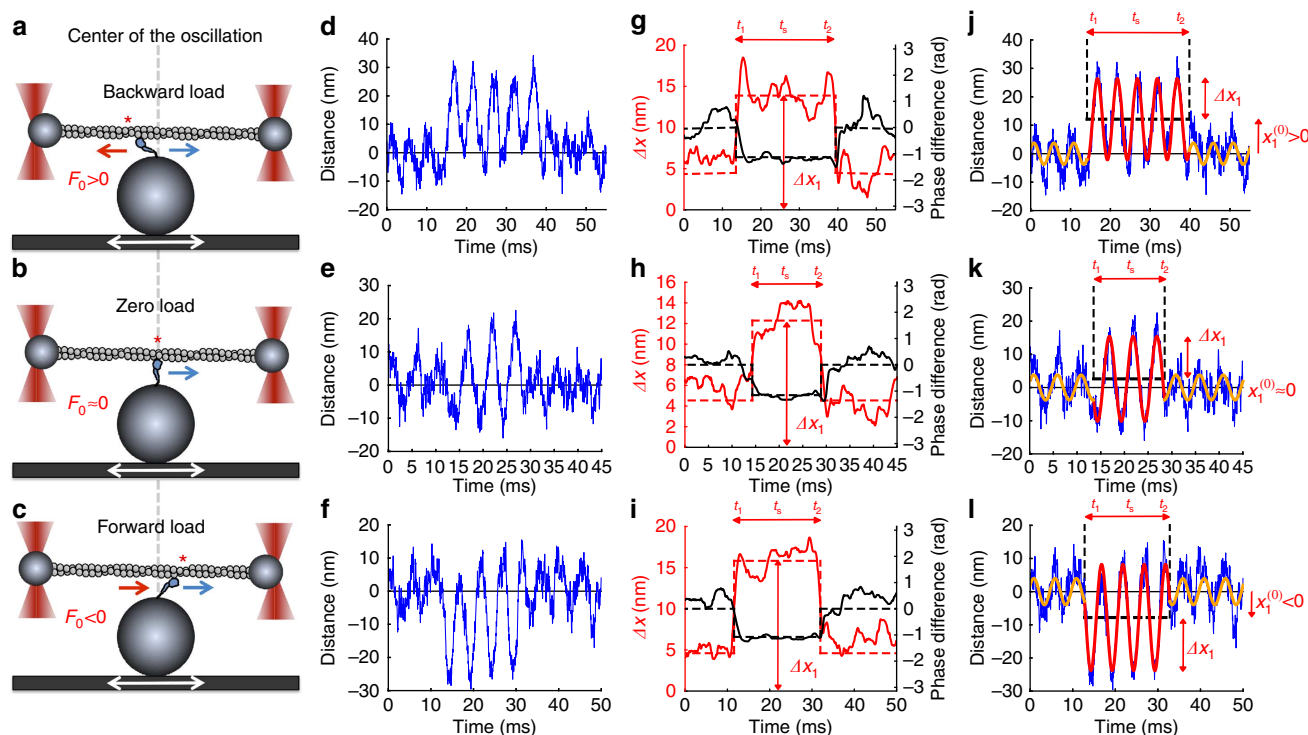 a
Center of the oscillation
Backward load
*
F₀>0
b
Zero load
*
F₀≈0
c
Forward load
*
F₀<0
d
Distance (nm)
40
30
20
10
0
−10
−20
0 10 20 30 40 50
Time (ms)
e
Distance (nm)
30
20
10
0
−10
−20
0 5 10 15 20 25 30 35 40 45
Time (ms)
f
Distance (nm)
20
10
0
−10
−20
−30
0 10 20 30 40 50
Time (ms)
g
t₁ tₛ t₂
Δx (nm)
20
15
10
5
0
Δx₁
Phase difference (rad)
3
2
1
0
−1
−2
−3
0 10 20 30 40 50
Time (ms)
h
t₁ tₛ t₂
Δx (nm)
16
14
12
10
8
6
4
2
0
Δx₁
Phase difference (rad)
3
2
1
0
−1
−2
−3
0 5 10 15 20 25 30 35 40 45
Time (ms)
i
t₁ tₛ t₂
Δx (nm)
20
15
10
5
0
Δx₁
Phase difference (rad)
3
2
1
0
−1
−2
−3
0 10 20 30 40 50
Time (ms)
j
t₁ tₛ t₂
Distance (nm)
40
30
20
10
0
−10
−20
Δx₁
x₁⁽⁰⁾>0
0 10 20 30 40 50
Time (ms)
k
t₁ tₛ t₂
Distance (nm)
30
20
10
0
−10
−20
Δx₁
x₁⁽⁰⁾≈0
0 5 10 15 20 25 30 35 40 45
Time (ms)
l
t₁ tₛ t₂
Distance (nm)
20
10
0
−10
−20
−30
Δx₁
x₁⁽⁰⁾<0
0 10 20 30 40 50
Time (ms)